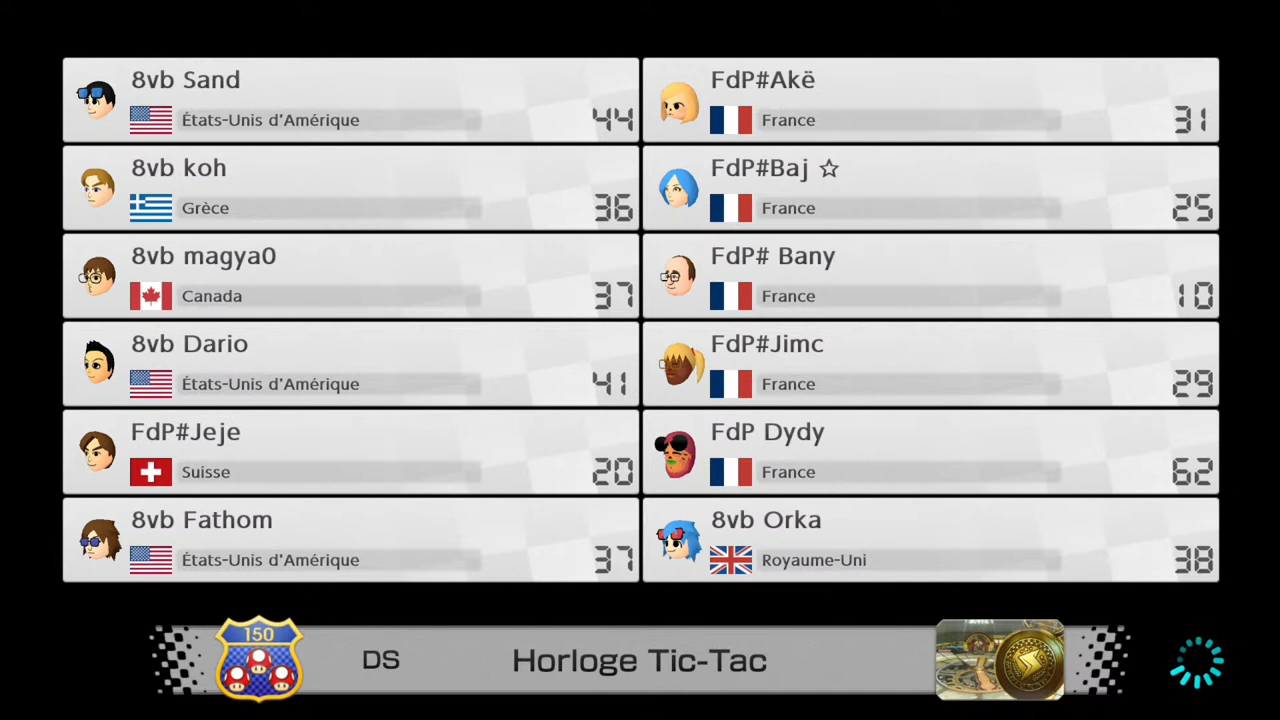 8vb Sand
États-Unis d'Amérique
44
8vb koh
Grèce
36
8vb magya0
Canada
37
8vb Dario
États-Unis d'Amérique
41
FdP#Jeje
Suisse
20
8vb Fathom
États-Unis d'Amérique
37
FdP#Akë
France
31
FdP#Baj ☆
France
25
FdP# Bany
France
10
FdP#Jimc
France
29
FdP Dydy
France
62
8vb Orka
Royaume-Uni
38
150
DS
Horloge Tic-Tac